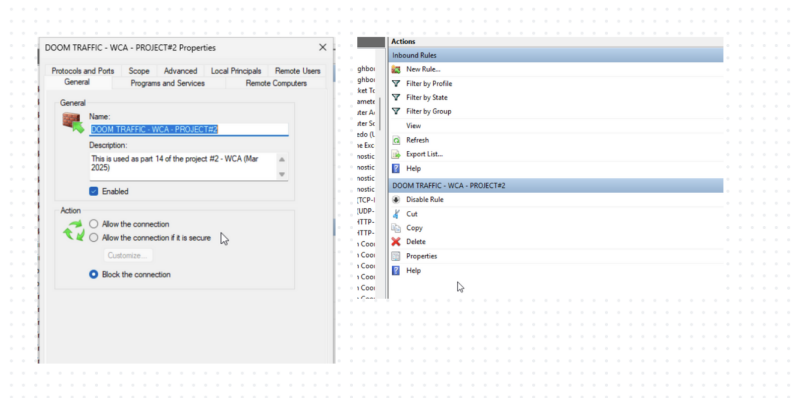 DOOM TRAFFIC - WCA - PROJECT#2 Properties
Protocols and Ports Scope Advanced Local Principals Remote Users
General Programs and Services Remote Computers
General
Name:
DOOM TRAFFIC - WCA - PROJECT#2
Description:
This is used as part 14 of the project #2 - WCA (Mar
2025)
Enabled
Action
Allow the connection
Allow the connection if it is secure
Customize...
Block the connection
Actions
Inbound Rules
New Rule...
Filter by Profile
Filter by State
Filter by Group
View
Refresh
Export List...
Help
DOOM TRAFFIC - WCA - PROJECT#2
Disable Rule
Cut
Copy
Delete
Properties
Help